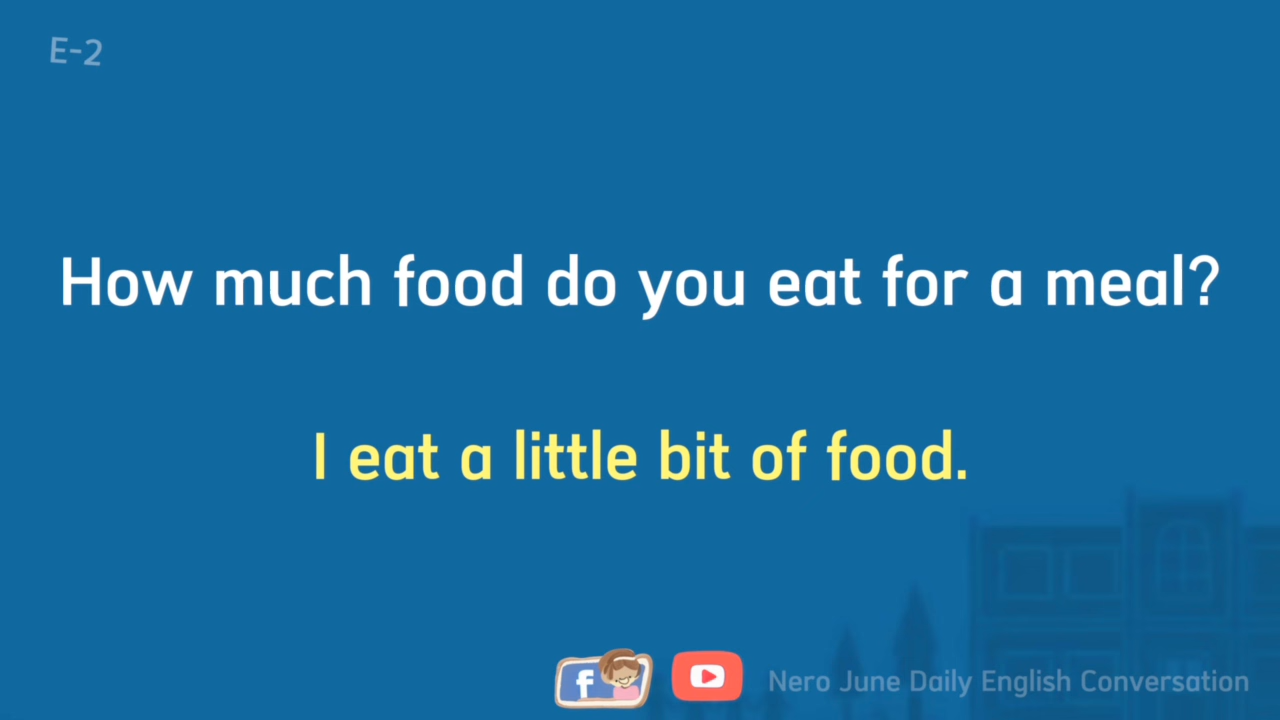 E-2
How much food do you eat for a meal?
I eat a little bit of food.
f
Nero June Daily English Conversation